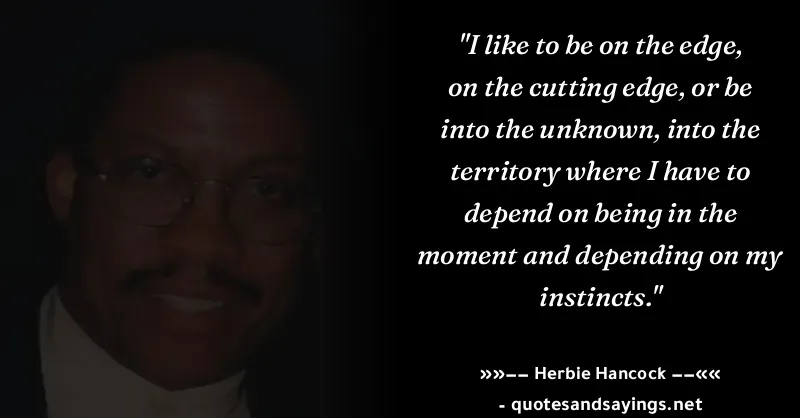 "I like to be on the edge,
on the cutting edge, or be
into the unknown, into the
territory where I have to
depend on being in the
moment and depending on my
instincts."
»»—— Herbie Hancock ——««
- quotesandsayings.net